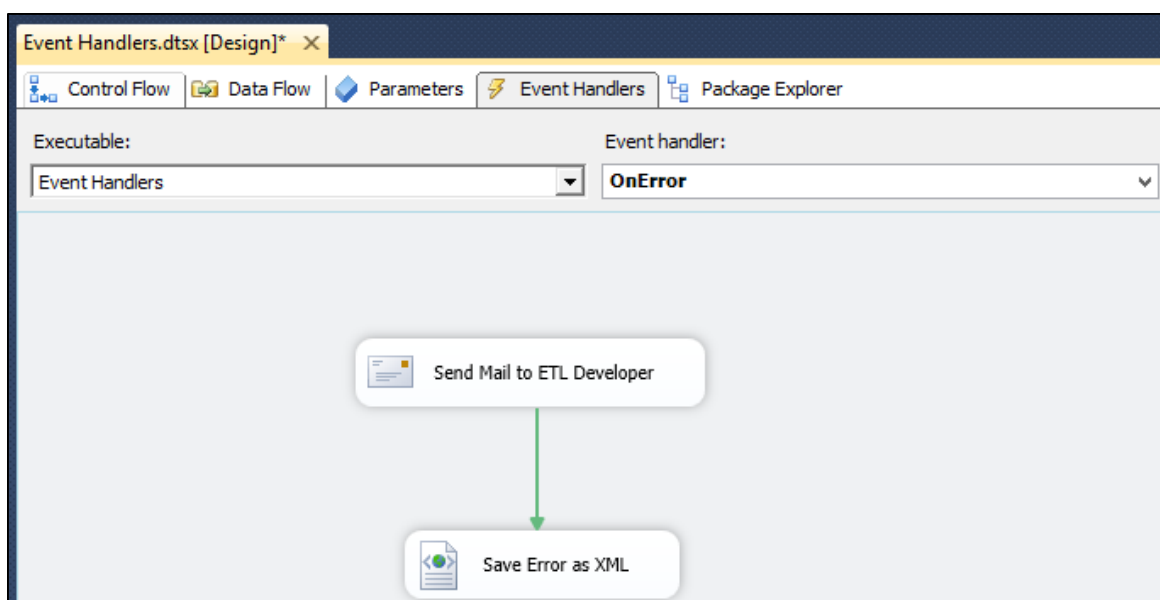 Event Handlers.dtsx [Design]*
Control Flow Data Flow Parameters Event Handlers Package Explorer
Executable: Event handler:
Event Handlers OnError
Send Mail to ETL Developer
Save Error as XML